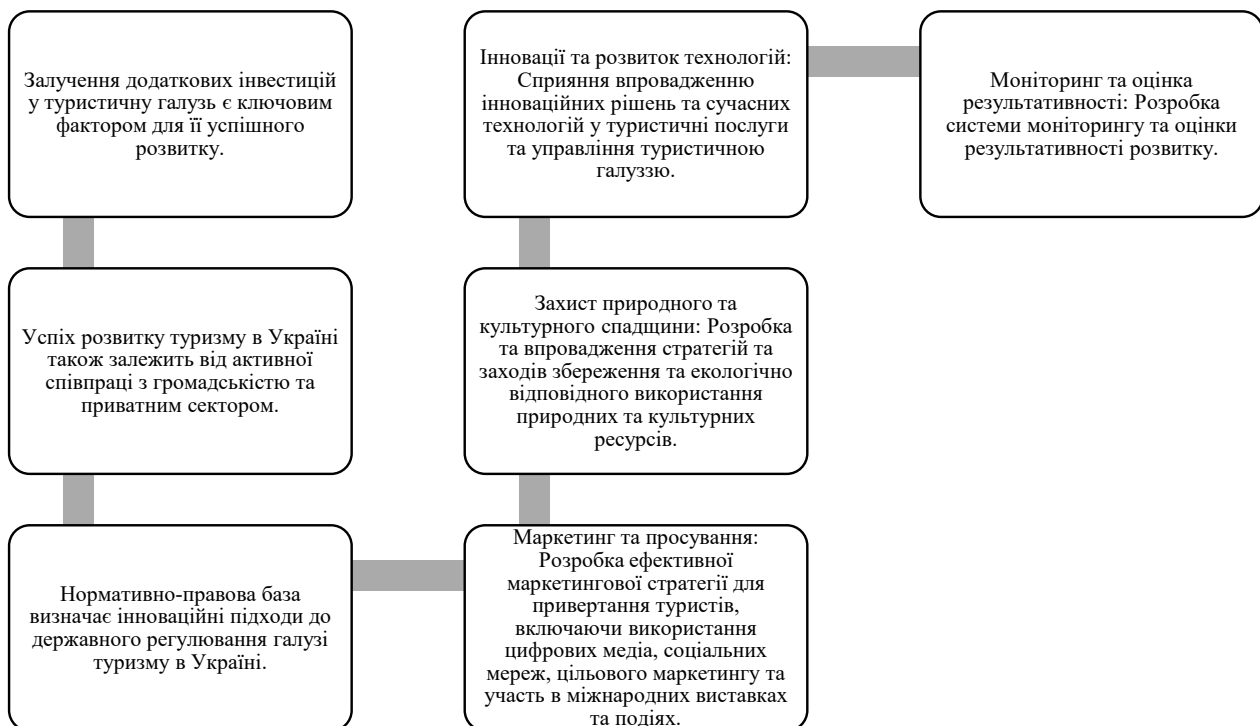 Залучення додаткових інвестицій
у туристичну галузь є ключовим
фактором для її успішного
розвитку.
Успіх розвитку туризму в Україні
також залежить від активної
співпраці з громадськістю та
приватним сектором.
Нормативно-правова база
визначає інноваційні підходи до
державного регулювання галузі
туризму в Україні.
Маркетинг та просування:
Розробка ефективної
маркетингової стратегії для
привертання туристів,
включаючи використання
цифрових медіа, соціальних
мереж, цільового маркетингу та
участь в міжнародних виставках
та подіях.
Захист природного та
культурного спадщини: Розробка
та впровадження стратегій та
заходів збереження та екологічно
відповідного використання
природних та культурних
ресурсів.
Інновації та розвиток технологій:
Сприяння впровадженню
інноваційних рішень та сучасних
технологій у туристичні послуги
та управління туристичною
галуззю.
Моніторинг та оцінка
результативності: Розробка
системи моніторингу та оцінки
результативності розвитку.